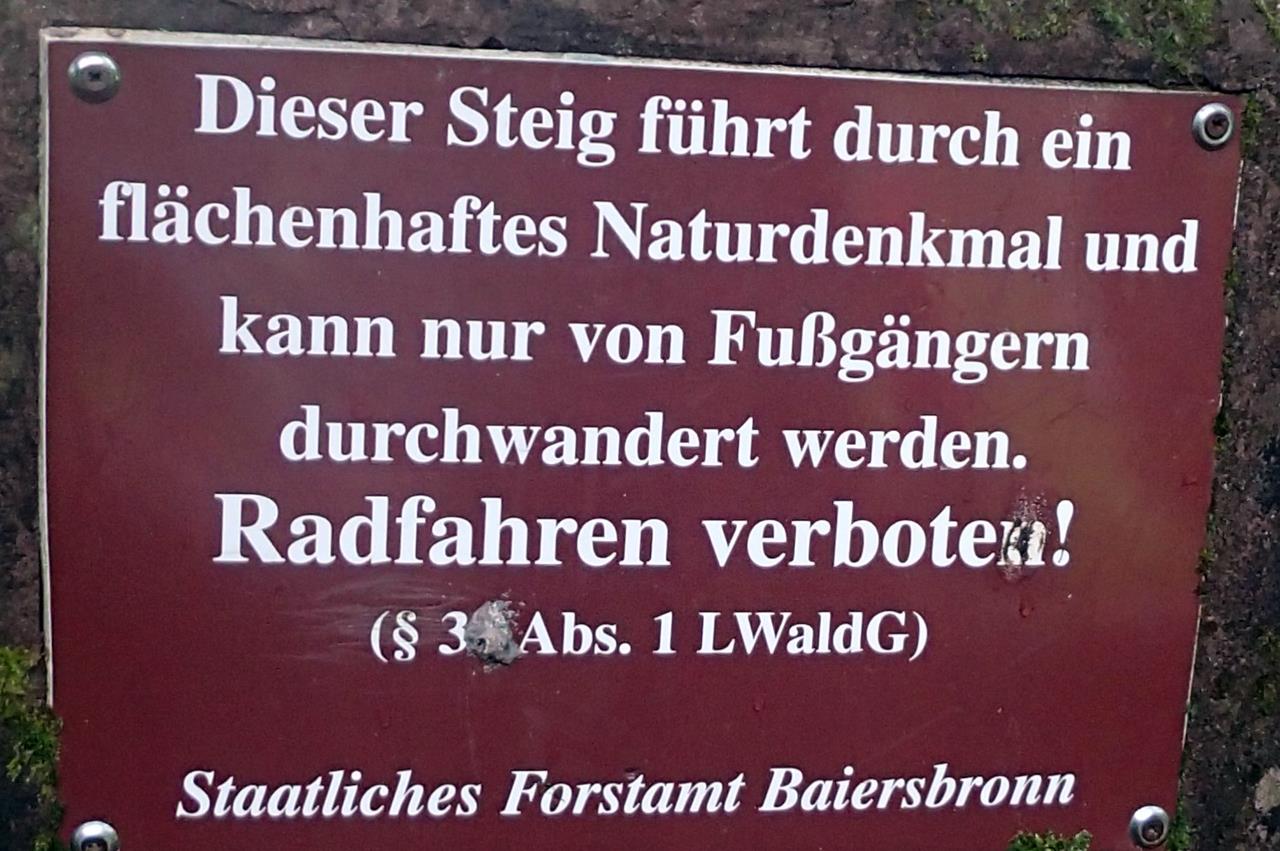 Dieser Steig führt durch ein
flächenhaftes Naturdenkmal und
kann nur von Fußgängern
durchwandert werden.
Radfahren verboten!
(§ Abs. 1 LWaldG)
Staatliches Forstamt Baiersbronn